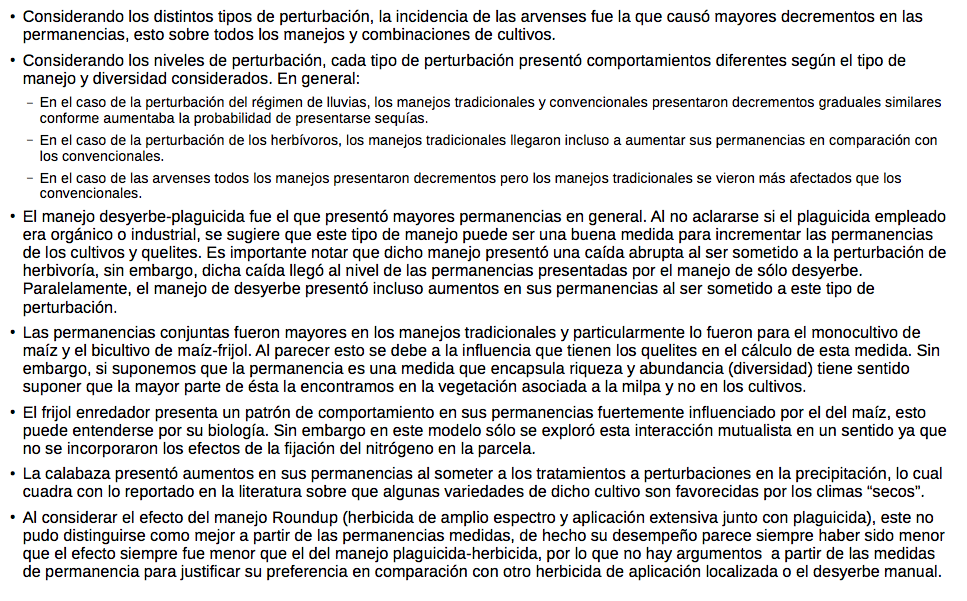 • Considerando los distintos tipos de perturbación, la incidencia de las arvenses fue la que causó mayores decrementos en las
permanencias, esto sobre todos los manejos y combinaciones de cultivos.
• Considerando los niveles de perturbación, cada tipo de perturbación presentó comportamientos diferentes según el tipo de
manejo y diversidad considerados. En general:
– En el caso de la perturbación del régimen de lluvias, los manejos tradicionales y convencionales presentaron decrementos graduales similares
conforme aumentaba la probabilidad de presentarse sequías.
– En el caso de la perturbación de los herbívoros, los manejos tradicionales llegaron incluso a aumentar sus permanencias en comparación con
los convencionales.
– En el caso de las arvenses todos los manejos presentaron decrementos pero los manejos tradicionales se vieron más afectados que los
convencionales.
• El manejo desyerbe-plaguicida fue el que presentó mayores permanencias en general. Al no aclararse si el plaguicida empleado
era orgánico o industrial, se sugiere que este tipo de manejo puede ser una buena medida para incrementar las permanencias
de los cultivos y quelites. Es importante notar que dicho manejo presentó una caída abrupta al ser sometido a la perturbación de
herbivoría, sin embargo, dicha caída llegó al nivel de las permanencias presentadas por el manejo de sólo desyerbe.
Paralelamente, el manejo de desyerbe presentó incluso aumentos en sus permanencias al ser sometido a este tipo de
perturbación.
• Las permanencias conjuntas fueron mayores en los manejos tradicionales y particularmente lo fueron para el monocultivo de
maíz y el bicultivo de maíz-frijol. Al parecer esto se debe a la influencia que tienen los quelites en el cálculo de esta medida. Sin
embargo, si suponemos que la permanencia es una medida que encapsula riqueza y abundancia (diversidad) tiene sentido
suponer que la mayor parte de ésta la encontramos en la vegetación asociada a la milpa y no en los cultivos.
• El frijol enredador presenta un patrón de comportamiento en sus permanencias fuertemente influenciado por el del maíz, esto
puede entenderse por su biología. Sin embargo en este modelo sólo se exploró esta interacción mutualista en un sentido ya que
no se incorporaron los efectos de la fijación del nitrógeno en la parcela.
• La calabaza presentó aumentos en sus permanencias al someter a los tratamientos a perturbaciones en la precipitación, lo cual
cuadra con lo reportado en la literatura sobre que algunas variedades de dicho cultivo son favorecidas por los climas “secos”.
• Al considerar el efecto del manejo Roundup (herbicida de amplio espectro y aplicación extensiva junto con plaguicida), este no
pudo distinguirse como mejor a partir de las permanencias medidas, de hecho su desempeño parece siempre haber sido menor
que el efecto siempre fue menor que el del manejo plaguicida-herbicida, por lo que no hay argumentos  a partir de las medidas
de permanencia para justificar su preferencia en comparación con otro herbicida de aplicación localizada o el desyerbe manual.